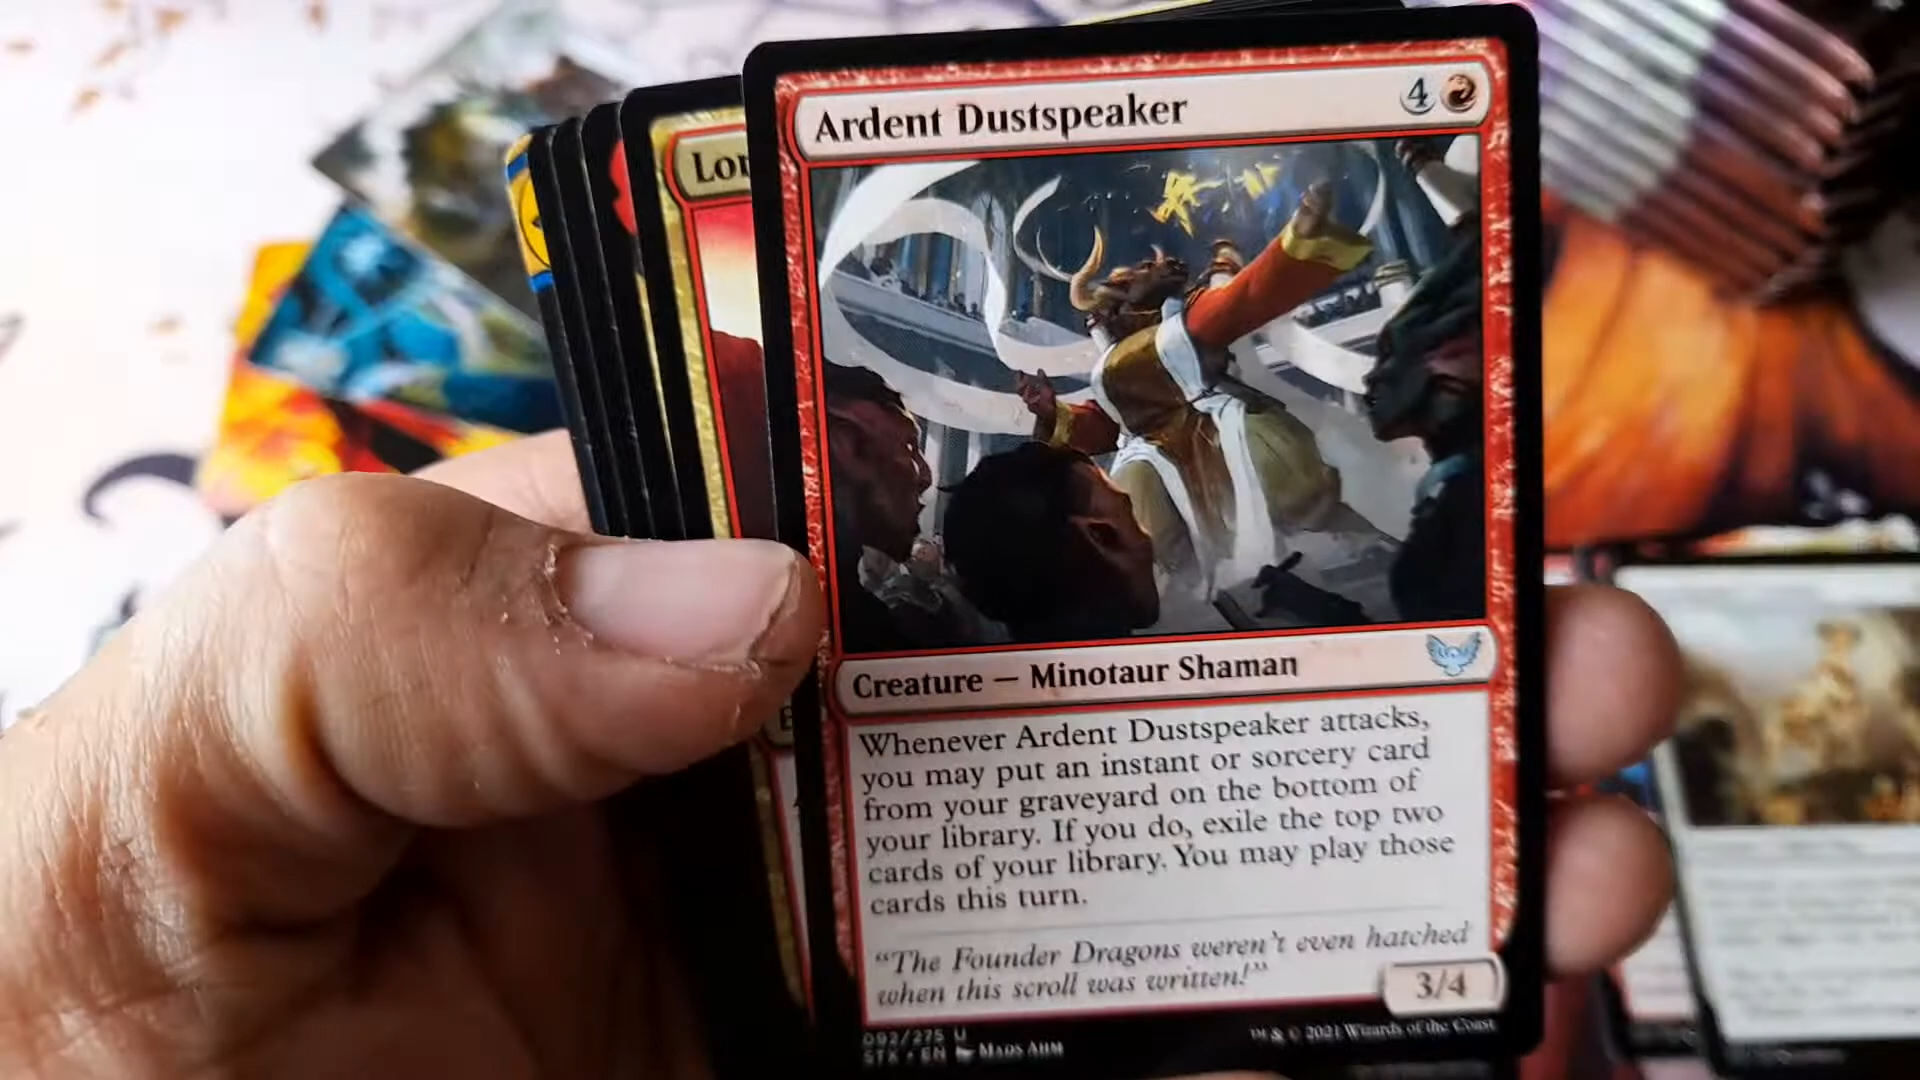 Ardent Dustspeaker
4
Lor
Creature — Minotaur Shaman
Whenever Ardent Dustspeaker attacks,
you may put an instant or sorcery card
from your graveyard on the bottom of
your library. If you do, exile the top two
cards of your library. You may play those
cards this turn.
"The Founder Dragons weren't even hatched
when this scroll was written!"
3/4
092/275 U
STX • EN Mads Ahm
™ & © 2021 Wizards of the Coast